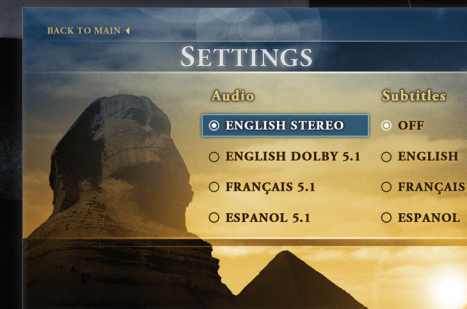 BACK TO MAIN
SETTINGS
Audio
Subtitles
ENGLISH STEREO
OFF
ENGLISH DOLBY 5.1
ENGLISH
FRANÇAIS 5.1
FRANÇAIS
ESPANOL 5.1
ESPANOL